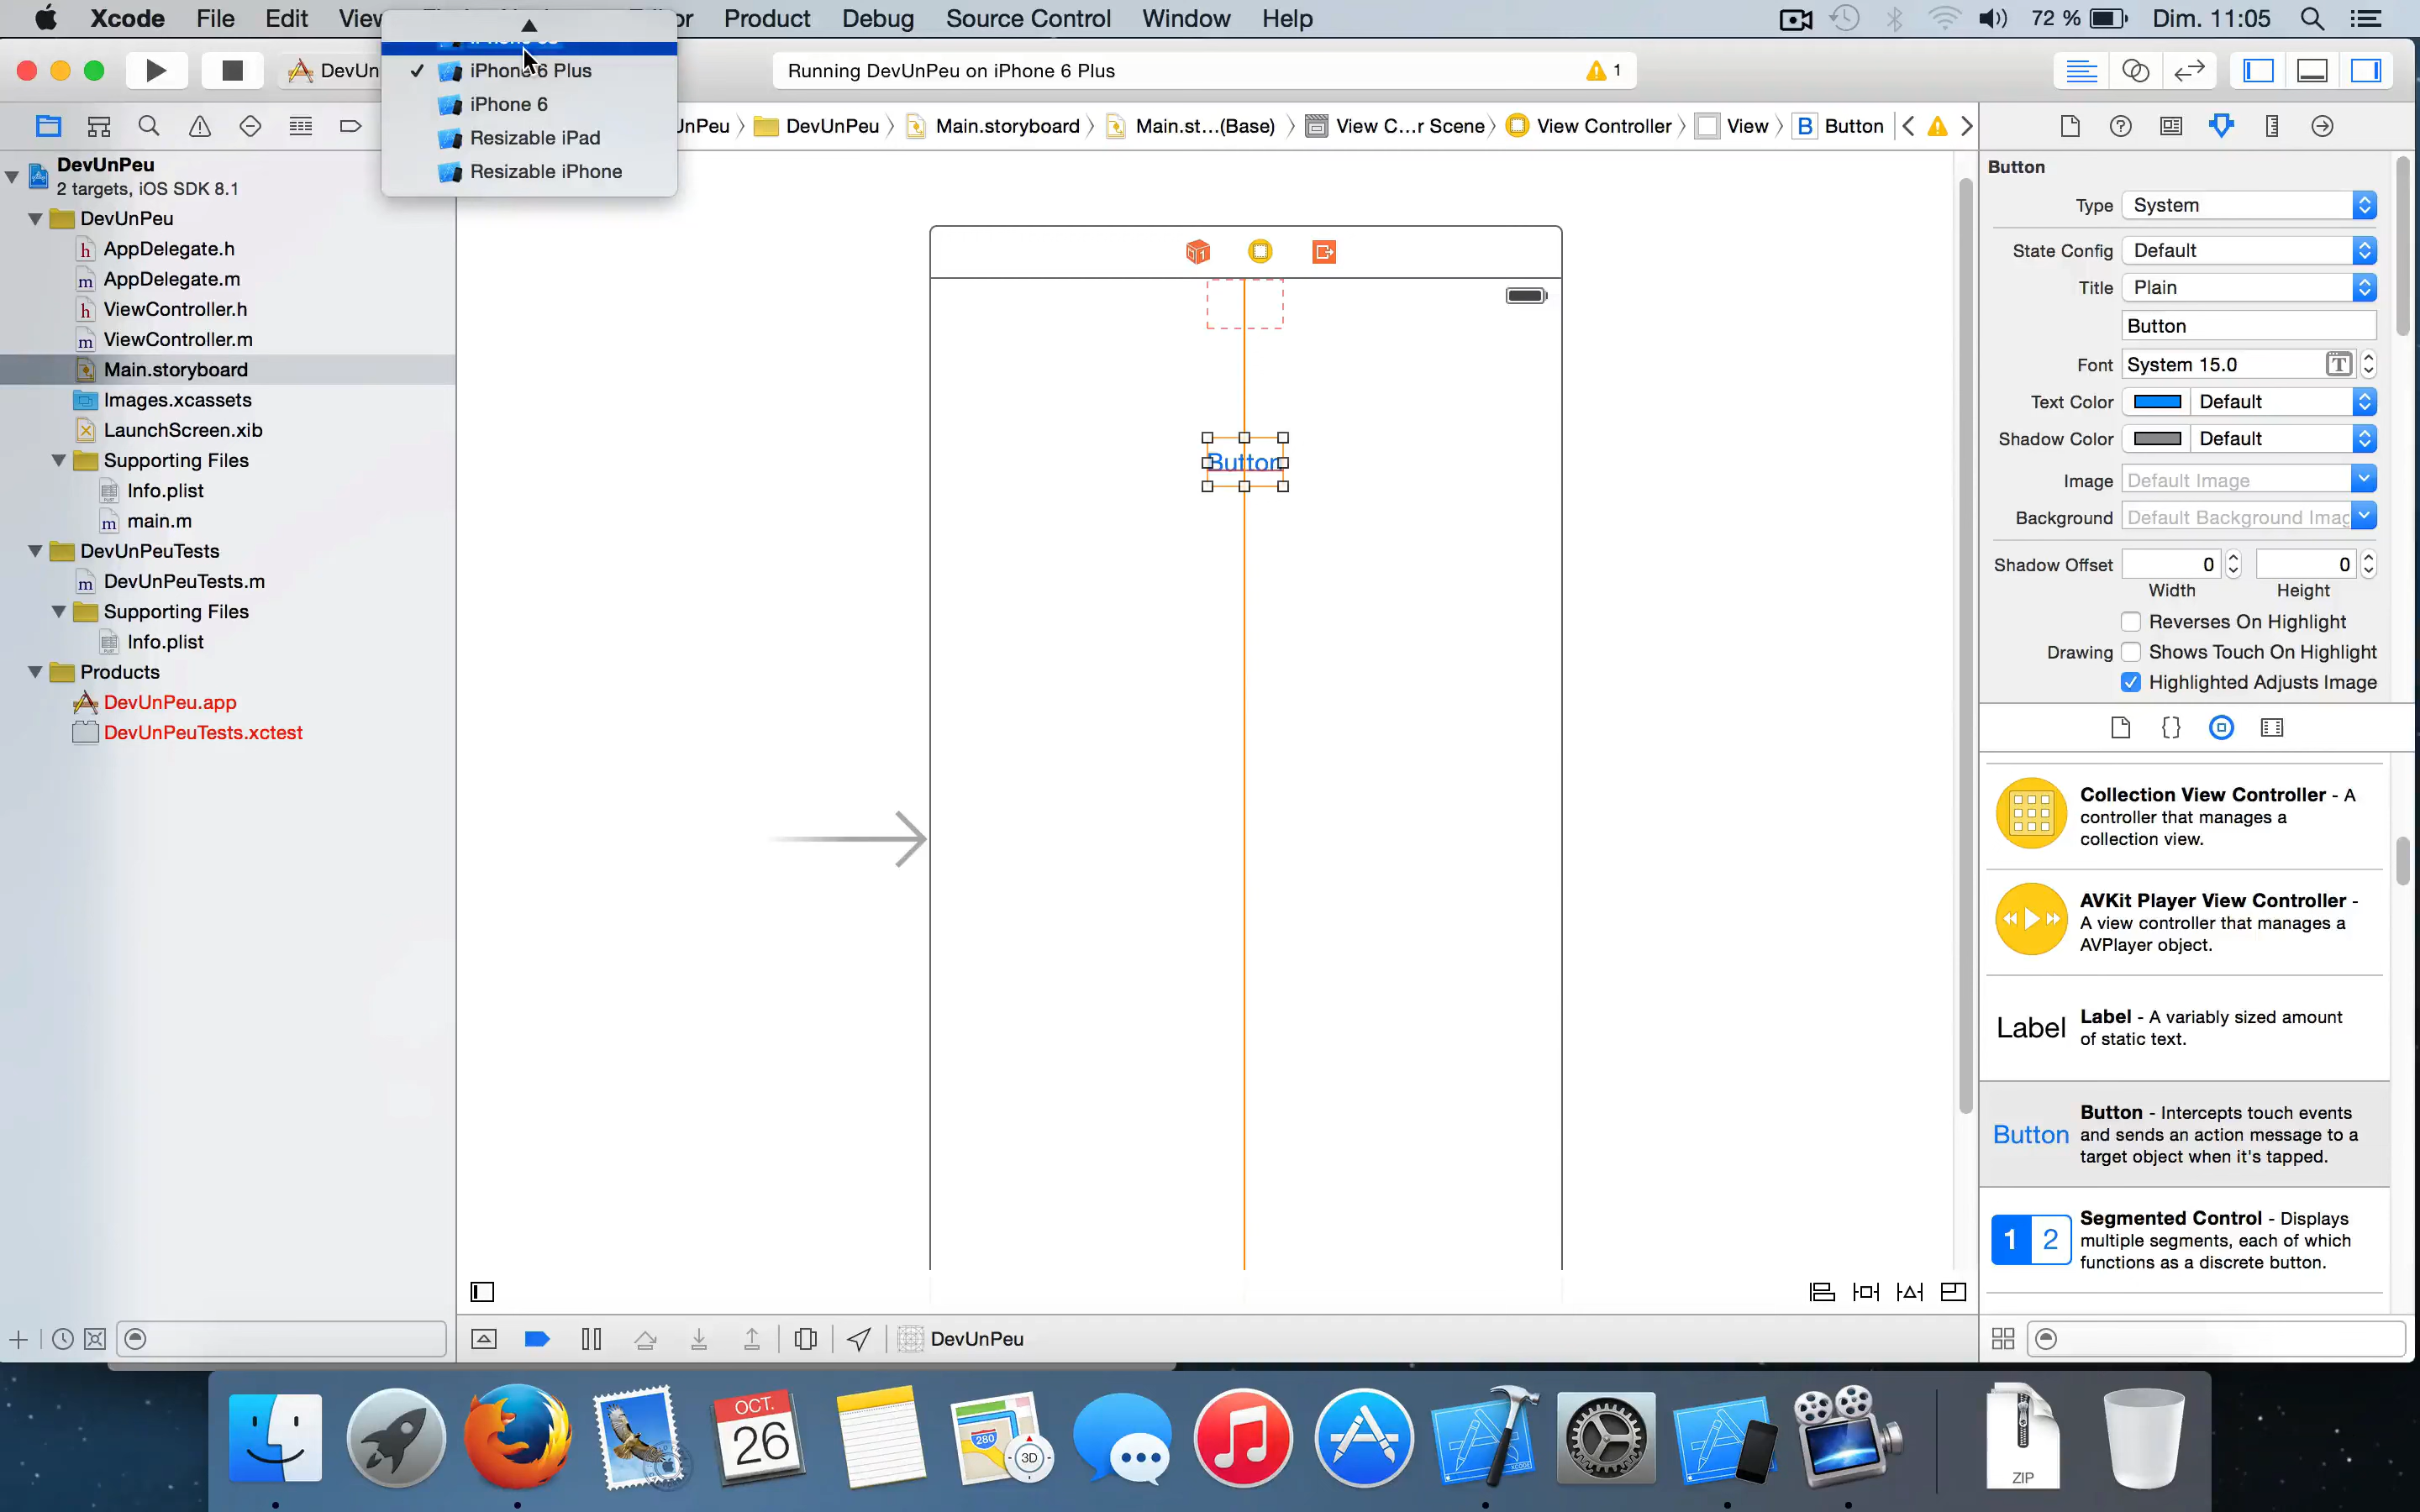 Xcode File Edit Product Debug Source Control Window Help 72 % Dim. 11:05
iPhone 6 Plus
iPhone 6
Resizable iPad
Resizable iPhone
Running DevUnPeu on iPhone 6 Plus 1
DevUnPeu Main.storyboard Main.st...(Base) View C...r Scene View Controller View B Button
DevUnPeu
2 targets, iOS SDK 8.1
DevUnPeu
h AppDelegate.h
m AppDelegate.m
h ViewController.h
m ViewController.m
Main.storyboard
Images.xcassets
LaunchScreen.xib
Supporting Files
Info.plist
m main.m
DevUnPeuTests
m DevUnPeuTests.m
Supporting Files
Info.plist
Products
DevUnPeu.app
DevUnPeuTests.xctest
Button
Button
Type System
State Config Default
Title Plain
Button
Font System 15.0 T
Text Color Default
Shadow Color Default
Image Default Image
Background Default Background Imag
Shadow Offset 0 0
Width Height
Reverses On Highlight
Drawing Shows Touch On Highlight
Highlighted Adjusts Image
{}
Collection View Controller - A
controller that manages a
collection view.
AVKit Player View Controller -
A view controller that manages a
AVPlayer object.
Label
Label - A variably sized amount
of static text.
Button
Button - Intercepts touch events
and sends an action message to a
target object when it's tapped.
1 2
Segmented Control - Displays
multiple segments, each of which
functions as a discrete button.
DevUnPeu
OCT.
26
280
3D
ZIP